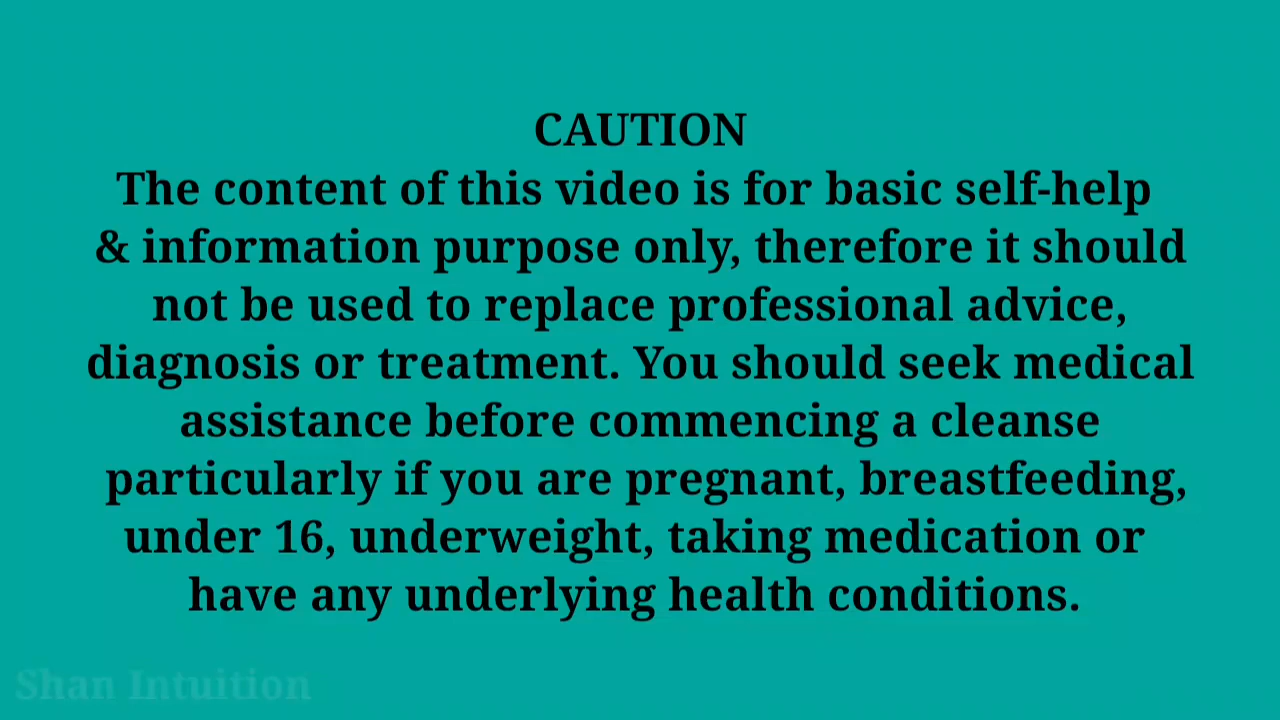 CAUTION
The content of this video is for basic self-help
& information purpose only, therefore it should
not be used to replace professional advice,
diagnosis or treatment. You should seek medical
assistance before commencing a cleanse
particularly if you are pregnant, breastfeeding,
under 16, underweight, taking medication or
have any underlying health conditions.
Shan Intuition